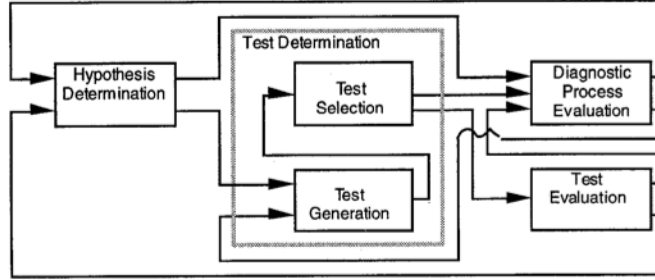 Test Determination
Hypothesis
Determination
Test
Selection
Diagnostic
Process
Evaluation
Test
Generation
Test
Evaluation